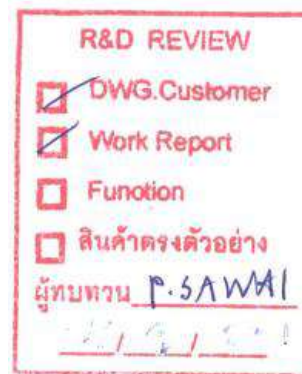 R&D REVIEW
DWG.Customer
Work Report
Funotion
สินค้าตรงตัวอย่าง
ผู้ทบทวน P.SAWAI